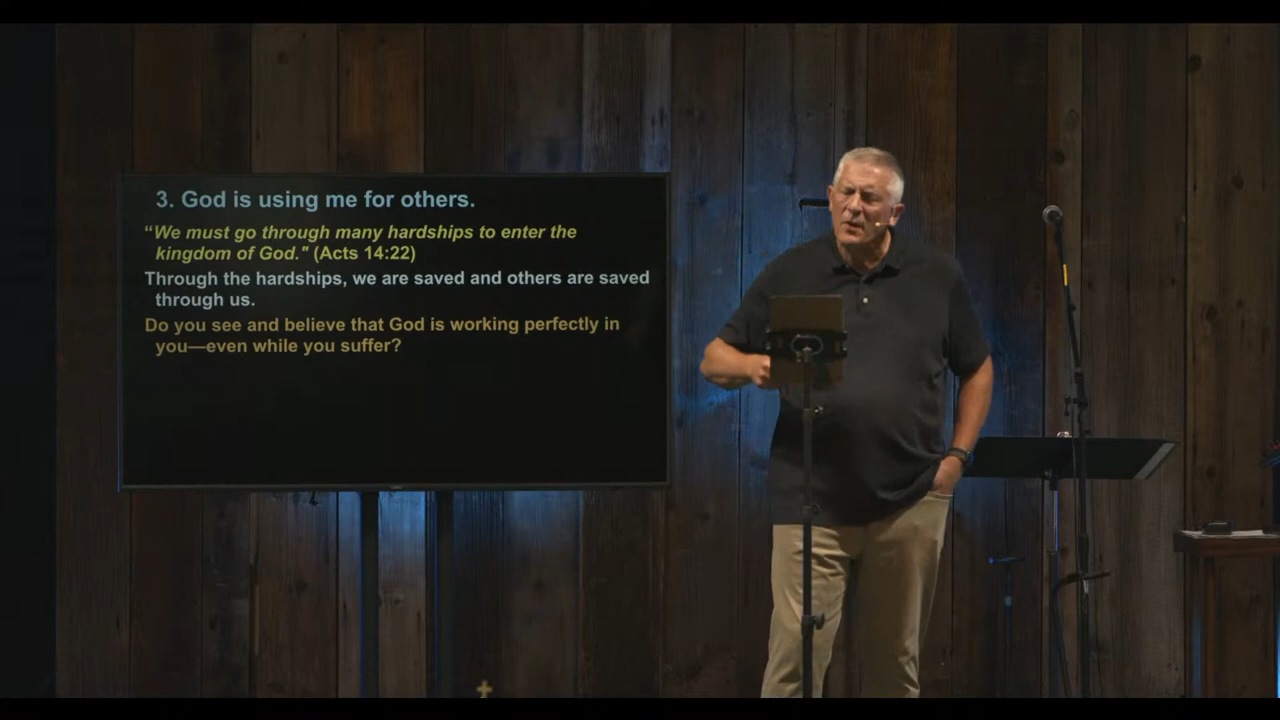 3. God is using me for others.
“We must go through many hardships to enter the
kingdom of God." (Acts 14:22)
Through the hardships, we are saved and others are saved
through us.
Do you see and believe that God is working perfectly in
you—even while you suffer?